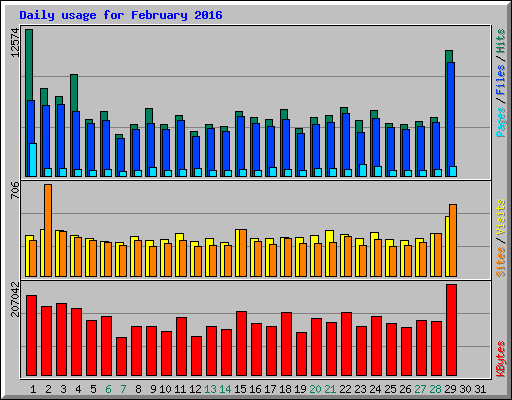 Daily usage for February 2016
12574
Pages / Files / Hits
706
Sites / Visits
207042
KBytes
1 2 3 4 5 6 7 8 9 10 11 12 13 14 15 16 17 18 19 20 21 22 23 24 25 26 27 28 29 30 31